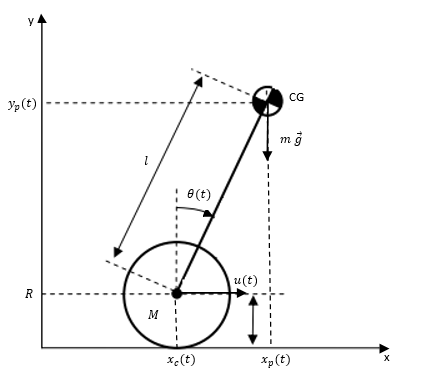 y
CG
y_p(t)
l
m g⃗
θ(t)
u(t)
R
M
x
x_c(t)
x_p(t)